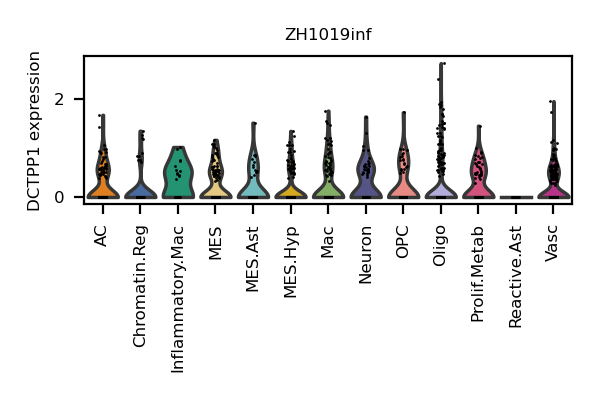 ZH1019inf
DCTPP1 expression
2
0
AC
Chromatin.Reg
Inflammatory.Mac
MES
MES.Ast
MES.Hyp
Mac
Neuron
OPC
Oligo
Prolif.Metab
Reactive.Ast
Vasc